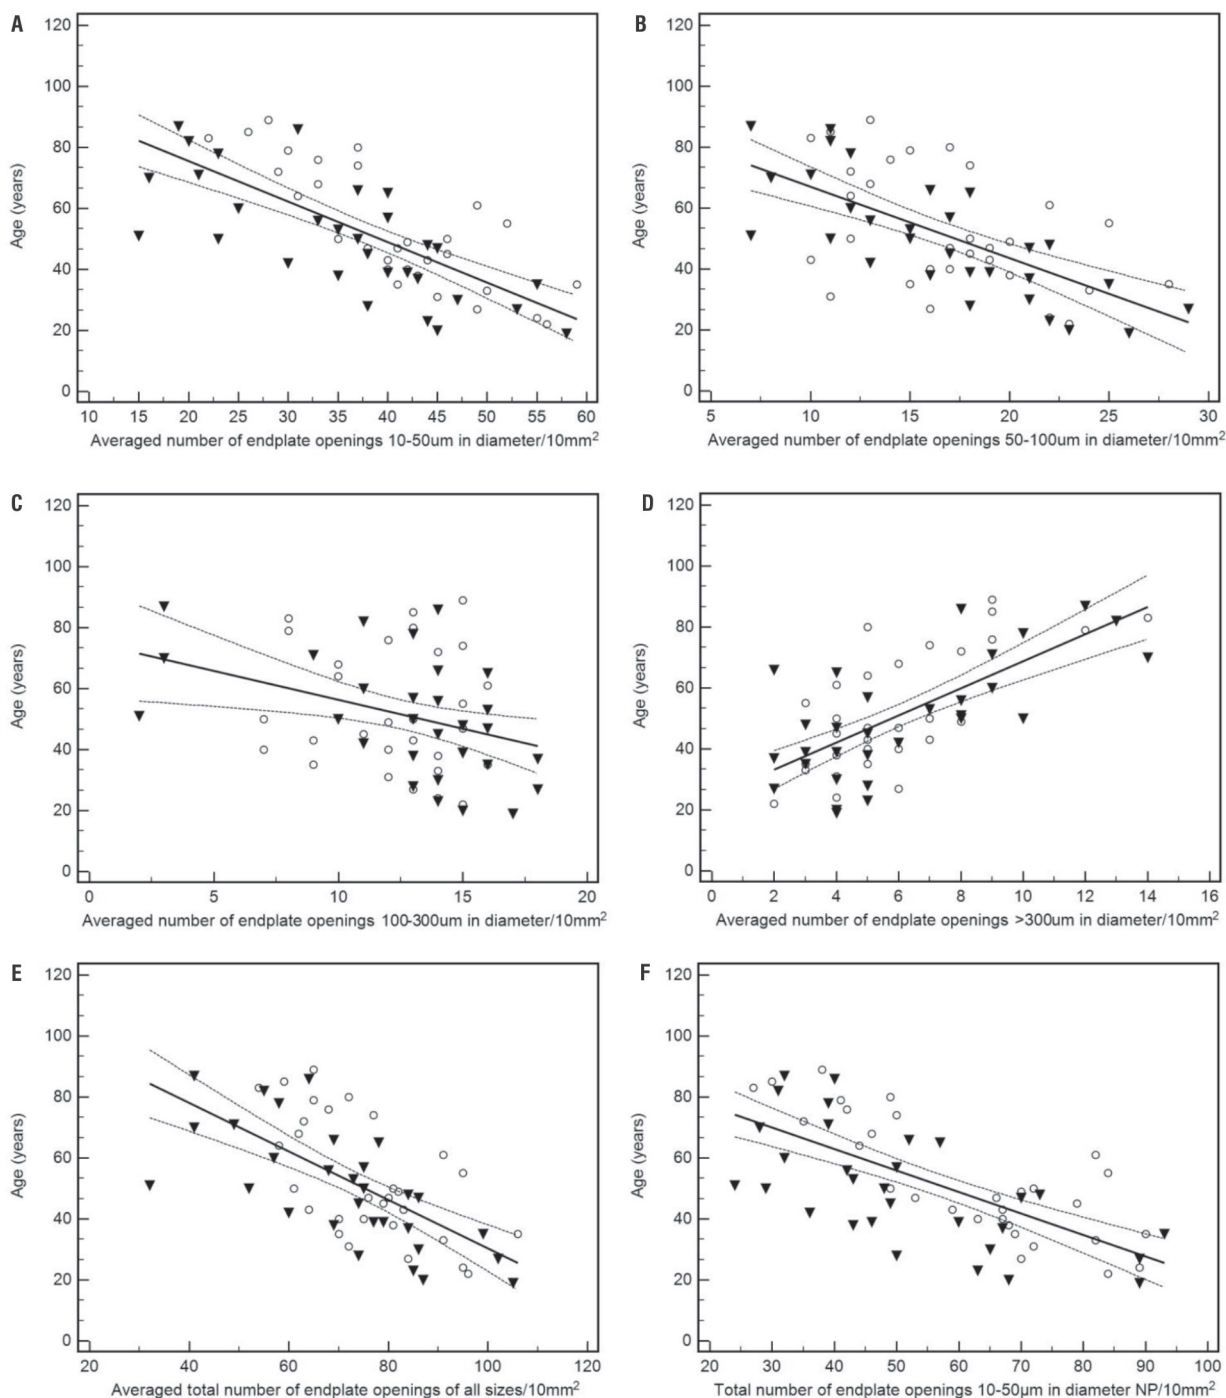 A
B
120
100
80
60
40
20
0
Age (years)
10 15 20 25 30 35 40 45 50 55 60
Averaged number of endplate openings 10-50um in diameter/10mm²
120
100
80
60
40
20
0
Age (years)
5 10 15 20 25 30
Averaged number of endplate openings 50-100um in diameter/10mm²
C
D
120
100
80
60
40
20
0
Age (years)
0 5 10 15 20
Averaged number of endplate openings 100-300um in diameter/10mm²
120
100
80
60
40
20
0
Age (years)
0 2 4 6 8 10 12 14 16
Averaged number of endplate openings >300um in diameter/10mm²
E
F
120
100
80
60
40
20
0
Age (years)
20 40 60 80 100 120
Averaged total number of endplate openings of all sizes/10mm²
120
100
80
60
40
20
0
Age (years)
20 30 40 50 60 70 80 90 100
Total number of endplate openings 10-50µm in diameter NP/10mm²